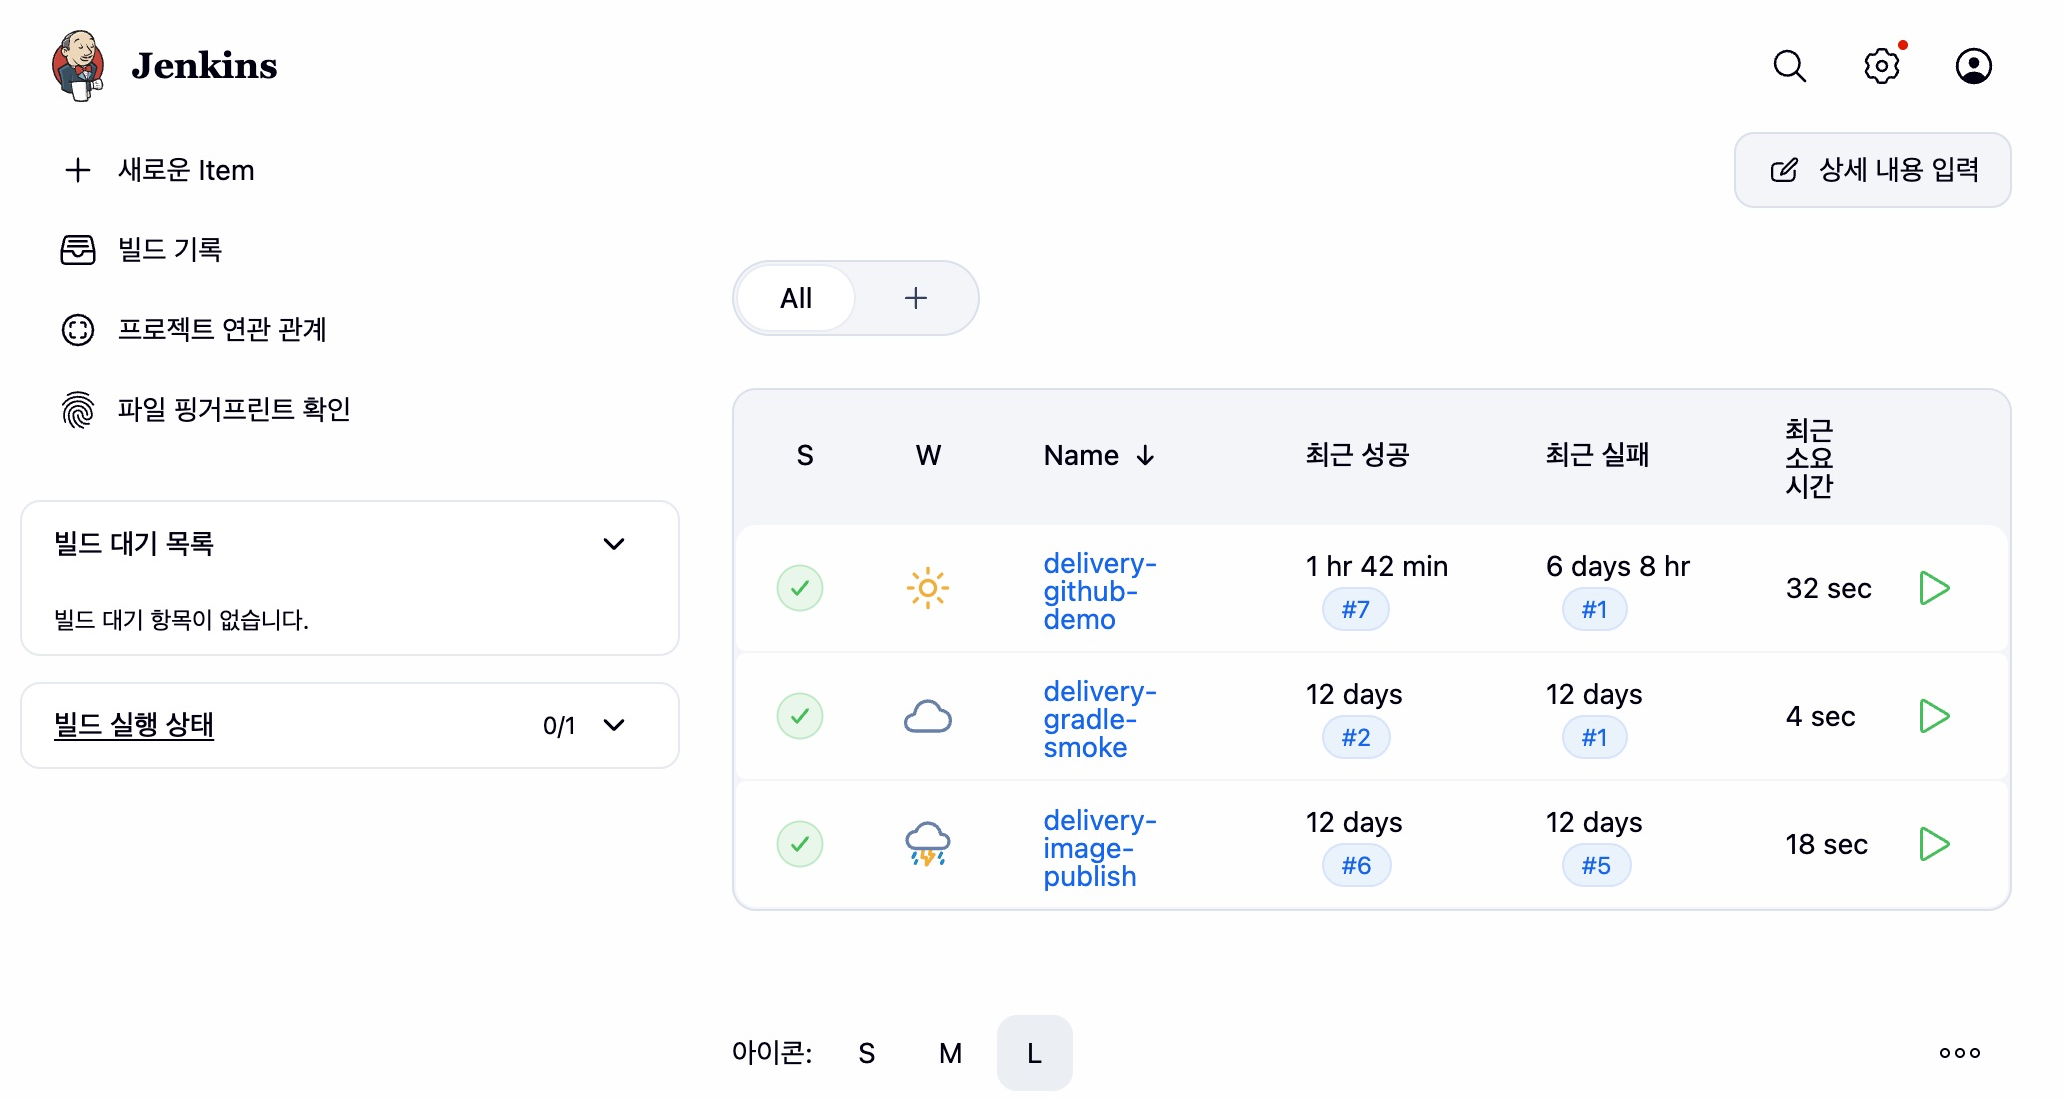 Jenkins
새로운 Item
빌드 기록
프로젝트 연관 관계
파일 핑거프린트 확인
빌드 대기 목록
빌드 대기 항목이 없습니다.
빌드 실행 상태 0/1
상세 내용 입력
All
S W Name ↓ 최근 성공 최근 실패 최근
소요
시간
delivery-
github-
demo
1 hr 42 min
#7
6 days 8 hr
#1
32 sec
delivery-
gradle-
smoke
12 days
#2
12 days
#1
4 sec
delivery-
image-
publish
12 days
#6
12 days
#5
18 sec
아이콘: S M L